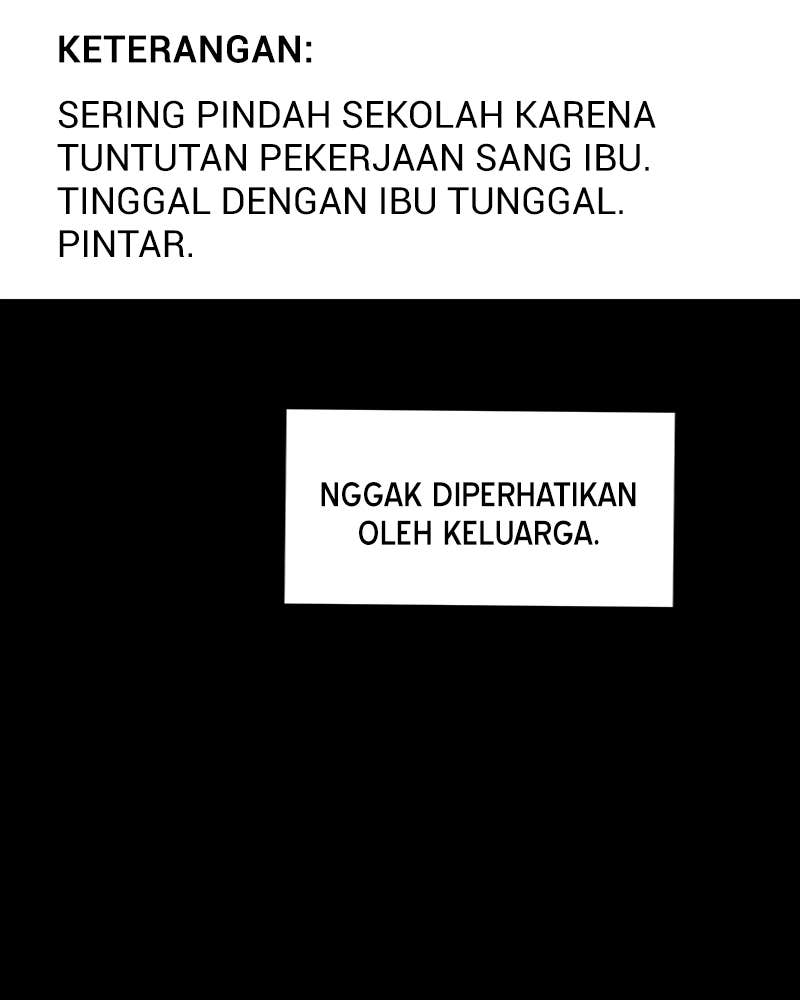 KETERANGAN:
SERING PINDAH SEKOLAH KARENA
TUNTUTAN PEKERJAAN SANG IBU.
TINGGAL DENGAN IBU TUNGGAL.
PINTAR.
NGGAK DIPERHATIKAN
OLEH KELUARGA.